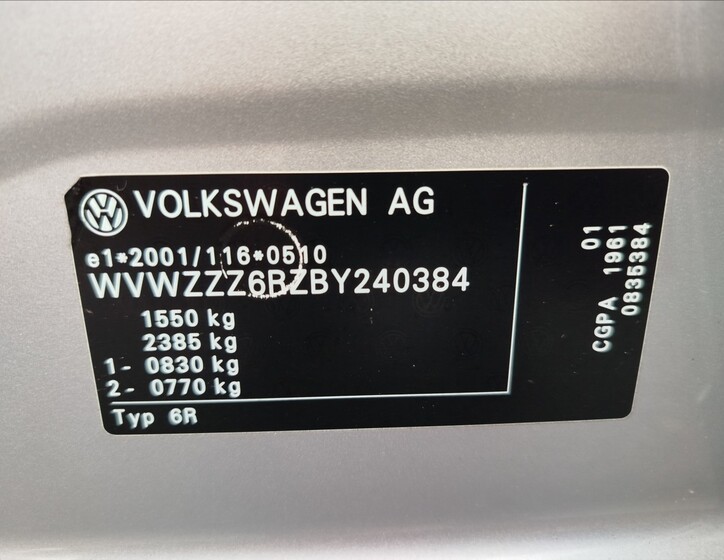 VOLKSWAGEN AG
e1*2001/116*0510
WVWZZZ6RZBY240384
1550 kg
2385 kg
1- 0830 kg
2- 0770 kg
Typ 6R
01
CGPA 1961
0835384